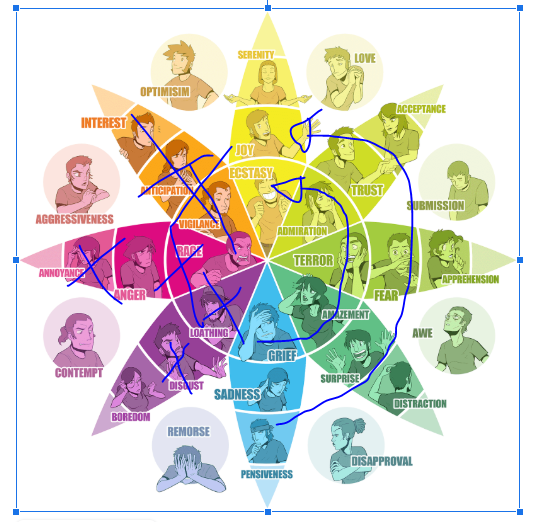 SERENITY
LOVE
OPTIMISIM
ACCEPTANCE
INTEREST
JOY
ECSTASY
TRUST
ANTICIPATION
SUBMISSION
VIGILANCE
AGGRESSIVENESS
ADMIRATION
RAGE
TERROR
ANNOYANCE
APPREHENSION
ANGER
FEAR
AMAZEMENT
LOATHING
AWE
GRIEF
CONTEMPT
SURPRISE
DISGUST
SADNESS
DISTRACTION
BOREDOM
REMORSE
DISAPPROVAL
PENSIVENESS